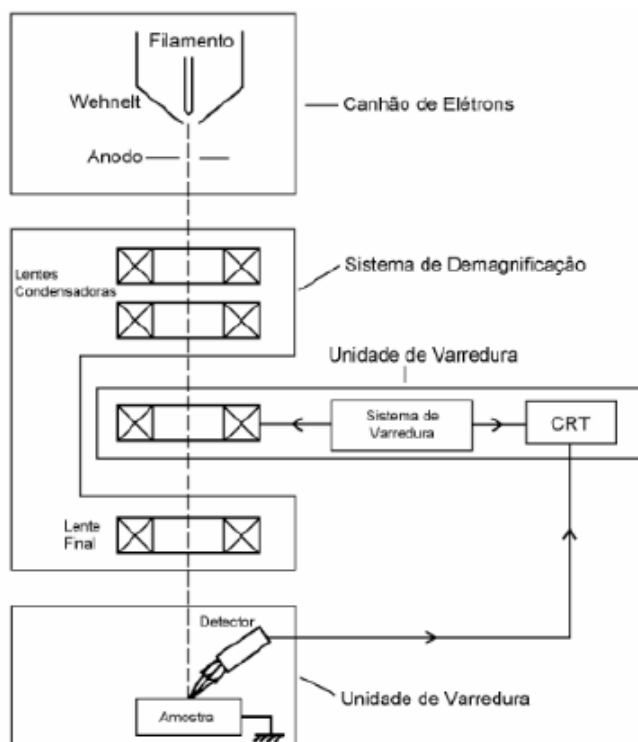 Filamento
Wehnelt
Canhão de Elétrons
Anodo
Lentes
Condensadoras
Sistema de Demagnificação
Unidade de Varredura
Sistema de
Varredura
CRT
Lente
Final
Detector
Unidade de Varredura
Amostra